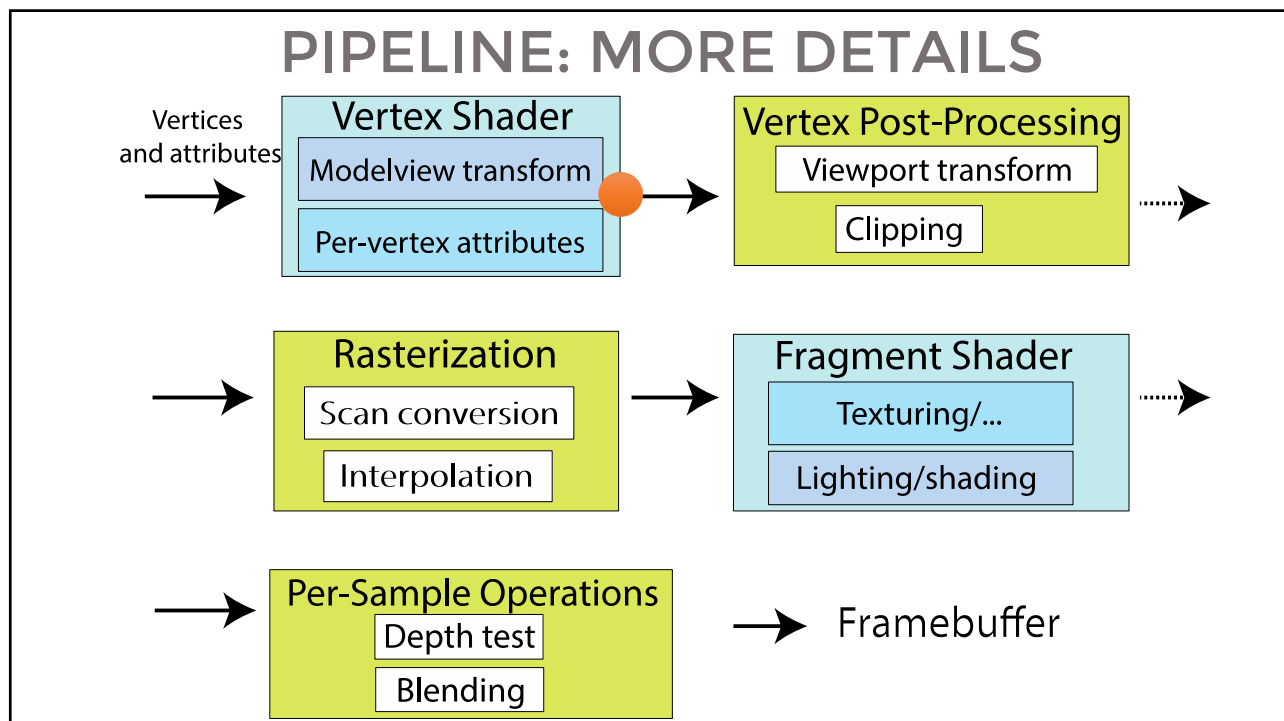 PIPELINE: MORE DETAILS
Vertices
and attributes
Vertex Shader
Modelview transform
Per-vertex attributes
Vertex Post-Processing
Viewport transform
Clipping
Rasterization
Scan conversion
Interpolation
Fragment Shader
Texturing/...
Lighting/shading
Per-Sample Operations
Depth test
Blending
Framebuffer